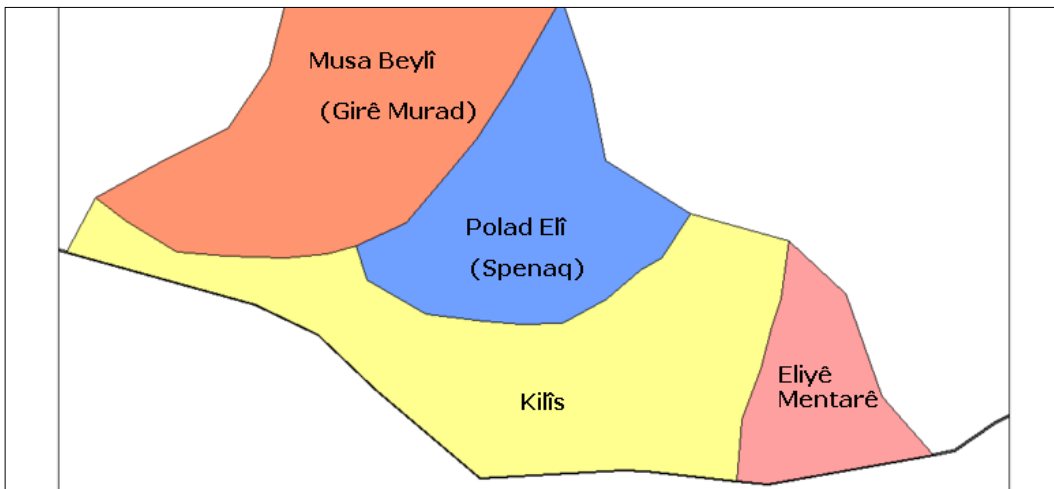 Musa Beylî
(Girê Murad)
Polad Elî
(Spenaq)
Kilîs
Eliyê
Mentarê